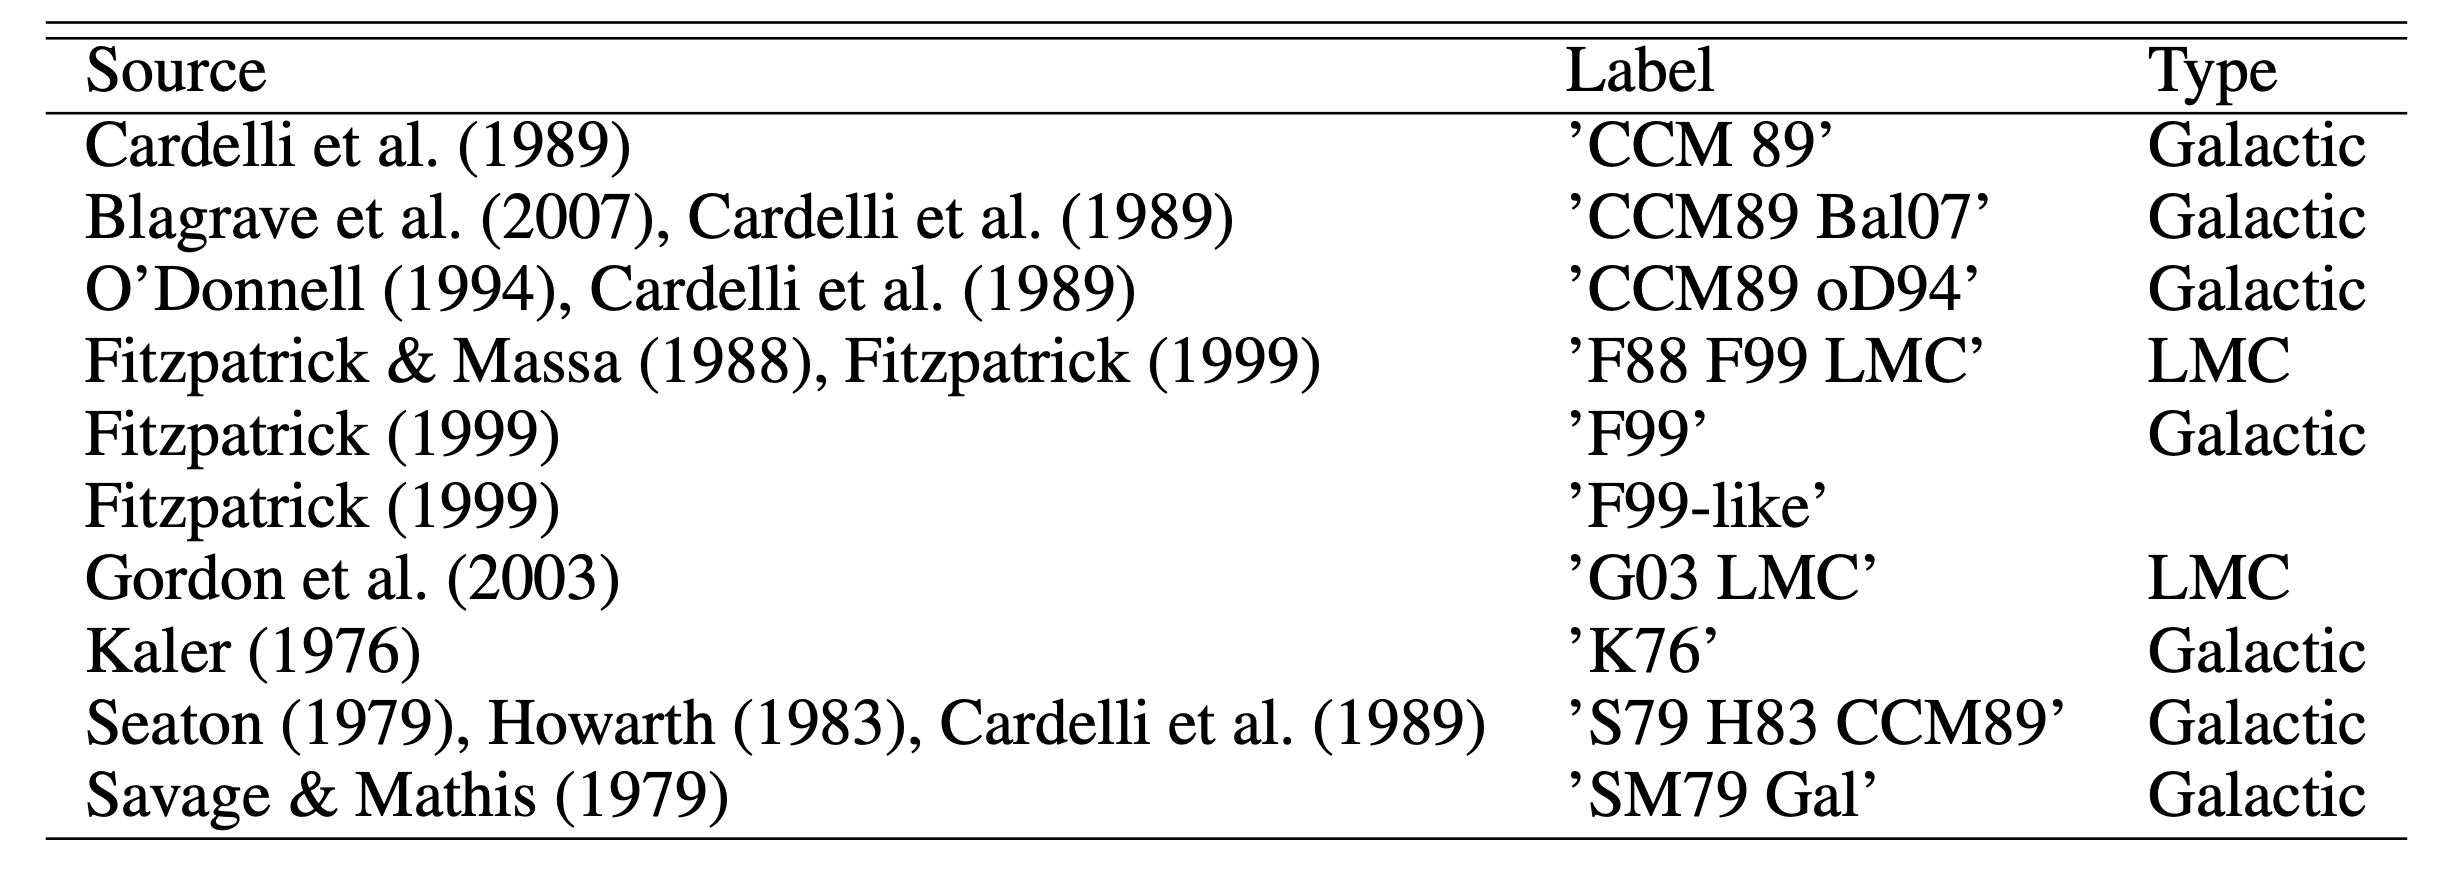 Source Label Type
Cardelli et al. (1989) ’CCM 89’ Galactic
Blagrave et al. (2007), Cardelli et al. (1989) ’CCM89 Bal07’ Galactic
O’Donnell (1994), Cardelli et al. (1989) ’CCM89 oD94’ Galactic
Fitzpatrick & Massa (1988), Fitzpatrick (1999) ’F88 F99 LMC’ LMC
Fitzpatrick (1999) ’F99’ Galactic
Fitzpatrick (1999) ’F99-like’
Gordon et al. (2003) ’G03 LMC’ LMC
Kaler (1976) ’K76’ Galactic
Seaton (1979), Howarth (1983), Cardelli et al. (1989) ’S79 H83 CCM89’ Galactic
Savage & Mathis (1979) ’SM79 Gal’ Galactic